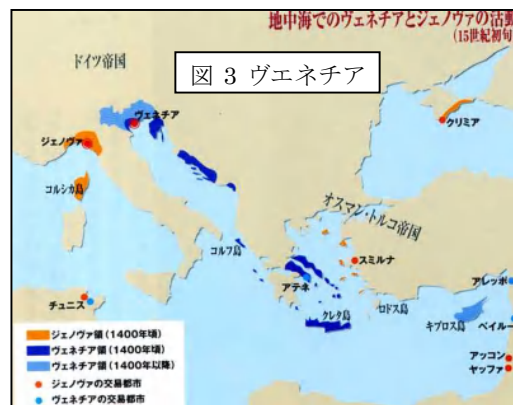 地中海でのヴェネチアとジェノヴァの活動
(15世紀初旬)
ドイツ帝国
図 3 ヴエネチア
ヴェネチア
ジェノヴァ
クリミア
コルシカ島
オスマン・トルコ帝国
コルフ島
スミルナ
アテネ
アレッポ
チュニス
クレタ島
ロドス島
キプロス島
ベイルー
ジェノヴァ領(1400年頃)
ヴェネチア領(1400年頃)
ヴェネチア領(1400年以降)
ジェノヴァの交易都市
ヴェネチアの交易都市
アッコン
ヤッファ